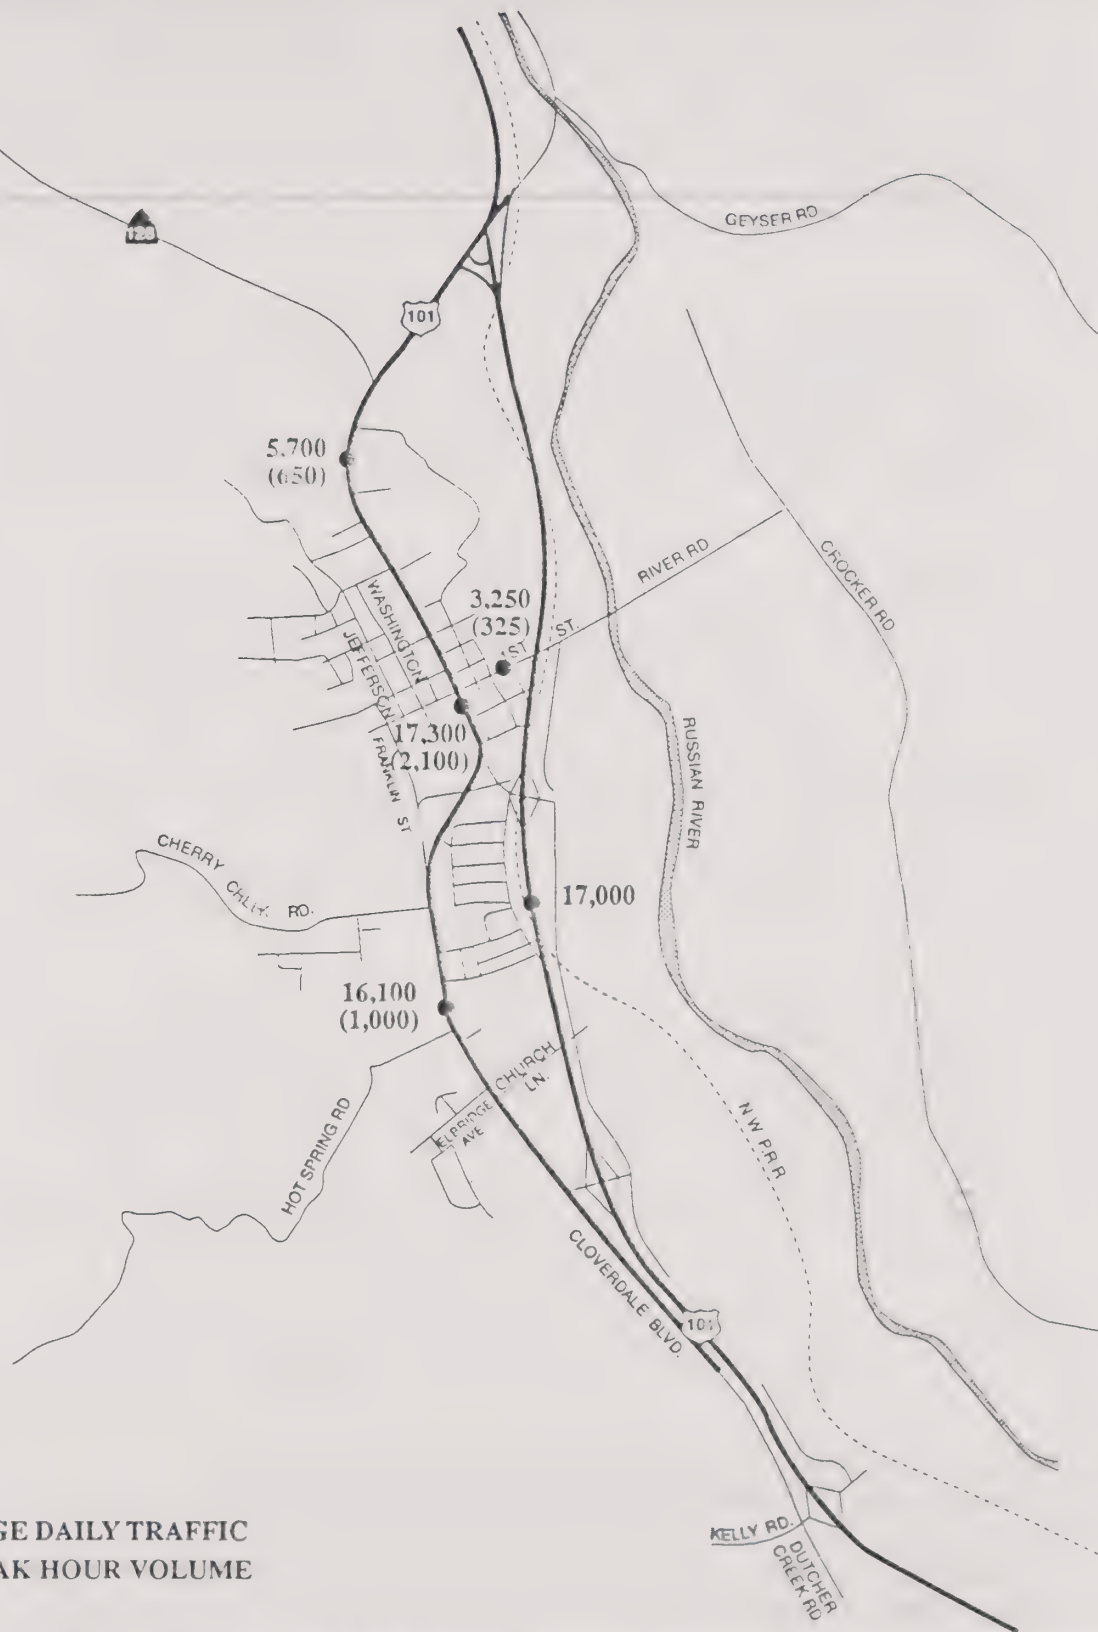 GEYSER RD
128
101
5,700
(650)
RIVER RD
CROCKER RD
3,250
(325)
1ST ST.
WASHINGTON
JEFFERSON
17,300
(2,100)
FRANKLIN ST
RUSSIAN RIVER
CHERRY
RD.
17,000
16,100
(1,000)
CHURCH
LN.
ELBRIDGE
AVE
HOT SPRING RD
N.W.P.R.R
CLOVERDALE BLVD.
101
GE DAILY TRAFFIC
AK HOUR VOLUME
KELLY RD.
DUTCHER
CREEK RD